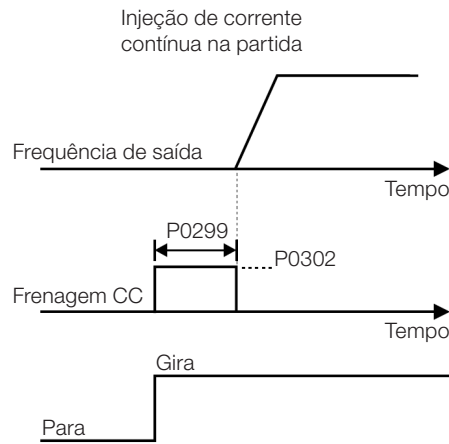 Injeção de corrente
contínua na partida
Frequência de saída
Tempo
P0299
P0302
Frenagem CC
Tempo
Gira
Para